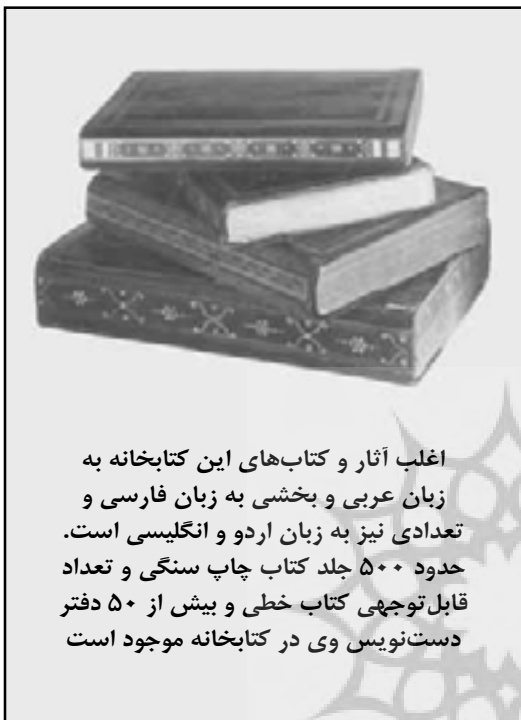 اغلب آثار و کتاب‌های این کتابخانه به
زبان عربی و بخشی به زبان فارسی و
تعدادی نیز به زبان اردو و انگلیسی است.
حدود ۵۰۰ جلد کتاب چاپ سنگی و تعداد
قابل‌توجهی کتاب خطی و بیش از ۵۰ دفتر
دست‌نویس وی در کتابخانه موجود است